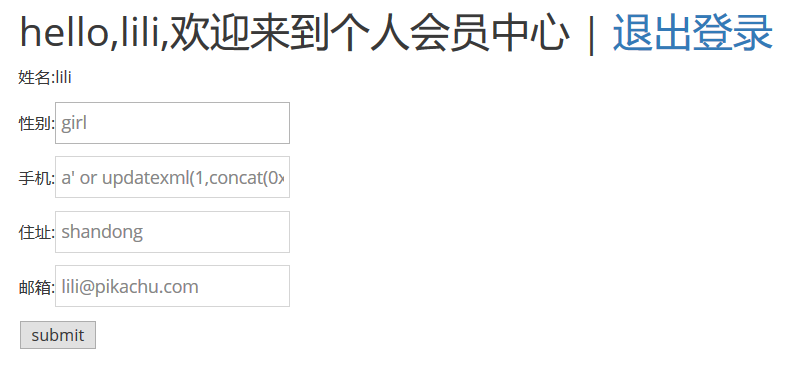 hello,lili,欢迎来到个人会员中心 | 退出登录
姓名:lili
性别:girl
手机:a' or updatexml(1,concat(0x
住址:shandong
邮箱:lili@pikachu.com
submit